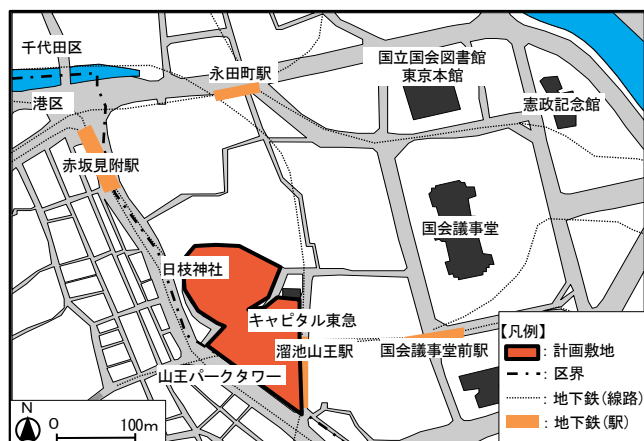 千代田区
港区
永田町駅
国立国会図書館
東京本館
憲政記念館
赤坂見附駅
国会議事堂
日枝神社
キャピタル東急
溜池山王駅
国会議事堂前駅
山王パークタワー
【凡例】
：計画敷地
：区界
：地下鉄（線路）
：地下鉄（駅）
N
0 100m